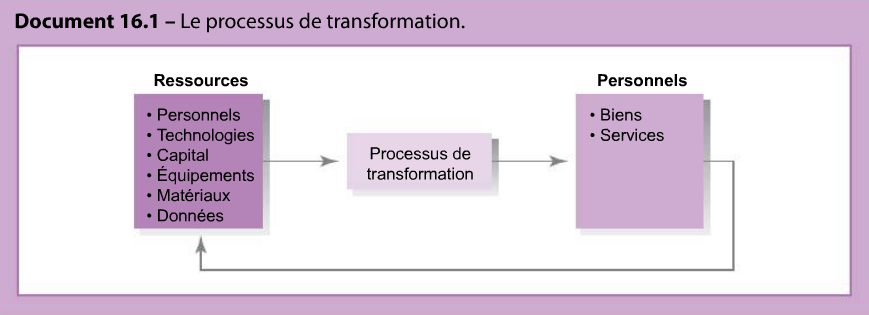 Document 16.1 – Le processus de transformation.
Ressources
• Personnels
• Technologies
• Capital
• Équipements
• Matériaux
• Données
Processus de
transformation
Personnels
• Biens
• Services